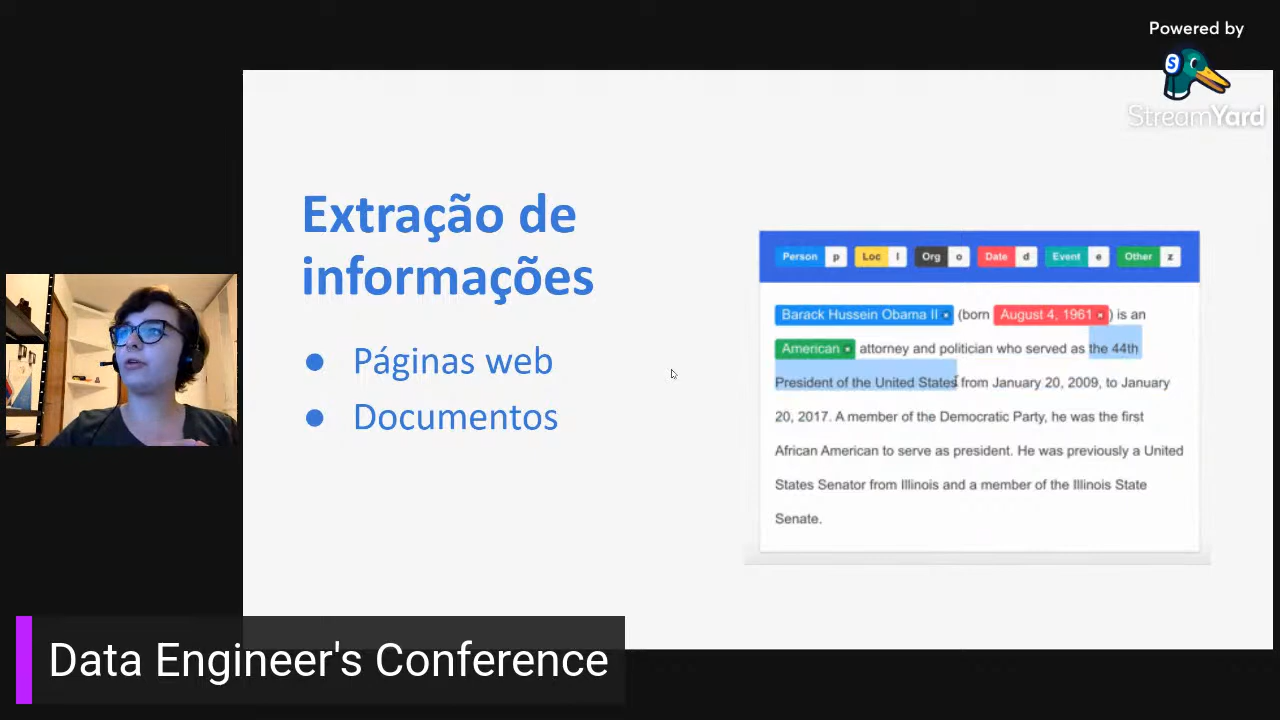 Powered by
StreamYard
Extração de
informações
● Páginas web
● Documentos
Person p Loc l Org o Date d Event e Other z
Barack Hussein Obama II × (born August 4, 1961 × ) is an
American × attorney and politician who served as the 44th
President of the United States from January 20, 2009, to January
20, 2017. A member of the Democratic Party, he was the first
African American to serve as president. He was previously a United
States Senator from Illinois and a member of the Illinois State
Senate.
Data Engineer's Conference